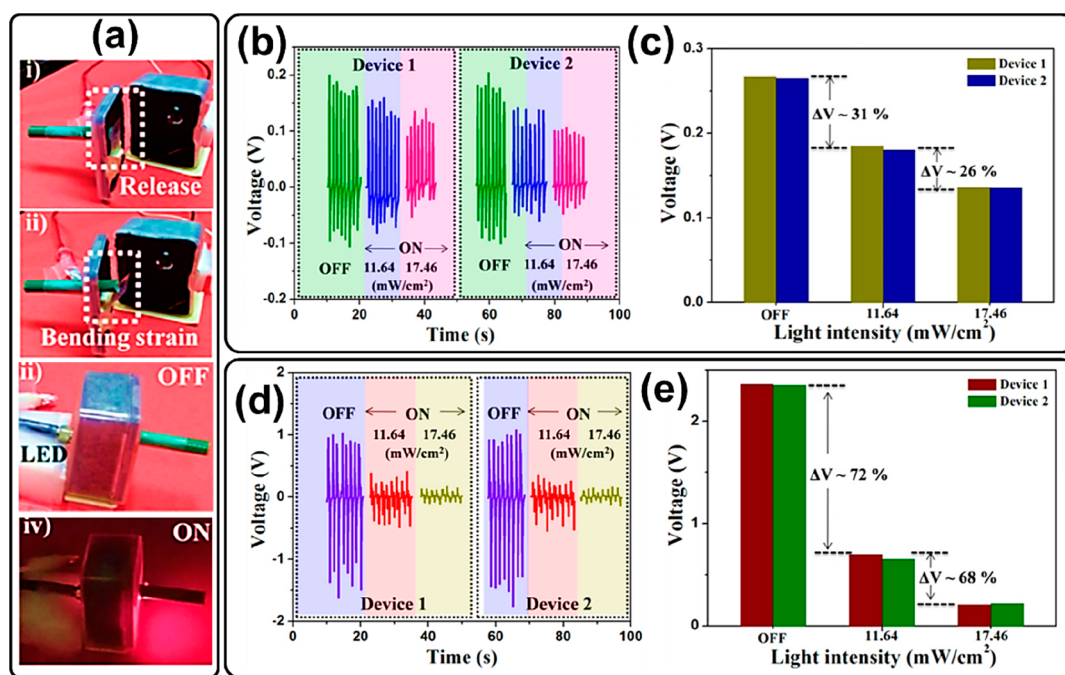 (a)
i)
Release
ii)
Bending strain
ii)
OFF
LED
iv)
ON
(b)
Voltage (V)
0.2
0.1
0.0
-0.1
-0.2
Device 1
Device 2
ON
ON
OFF
11.64
17.46
OFF
11.64
17.46
(mW/cm²)
(mW/cm²)
0
20
40
60
80
100
Time (s)
(c)
Voltage (V)
0.3
0.2
0.1
0.0
Device 1
Device 2
ΔV ~ 31 %
ΔV ~ 26 %
OFF
11.64
17.46
Light intensity (mW/cm²)
(d)
Voltage (V)
2
1
0
-1
-2
OFF
ON
OFF
ON
11.64
17.46
11.64
17.46
(mW/cm²)
(mW/cm²)
Device 1
Device 2
0
20
40
60
80
100
Time (s)
(e)
Voltage (V)
2
1
0
Device 1
Device 2
ΔV ~ 72 %
ΔV ~ 68 %
OFF
11.64
17.46
Light intensity (mW/cm²)